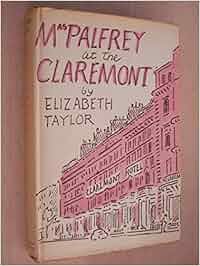 Mrs PALFREY
at the
CLAREMONT
by
ELIZABETH
TAYLOR
CLAREMONT HOTEL